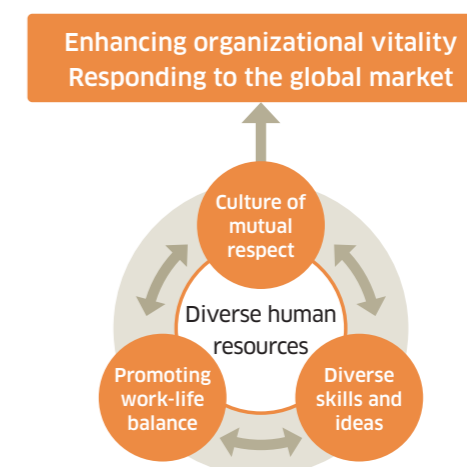 Enhancing organizational vitality
Responding to the global market
Culture of
mutual
respect
Diverse human
resources
Promoting
work-life
balance
Diverse
skills and
ideas